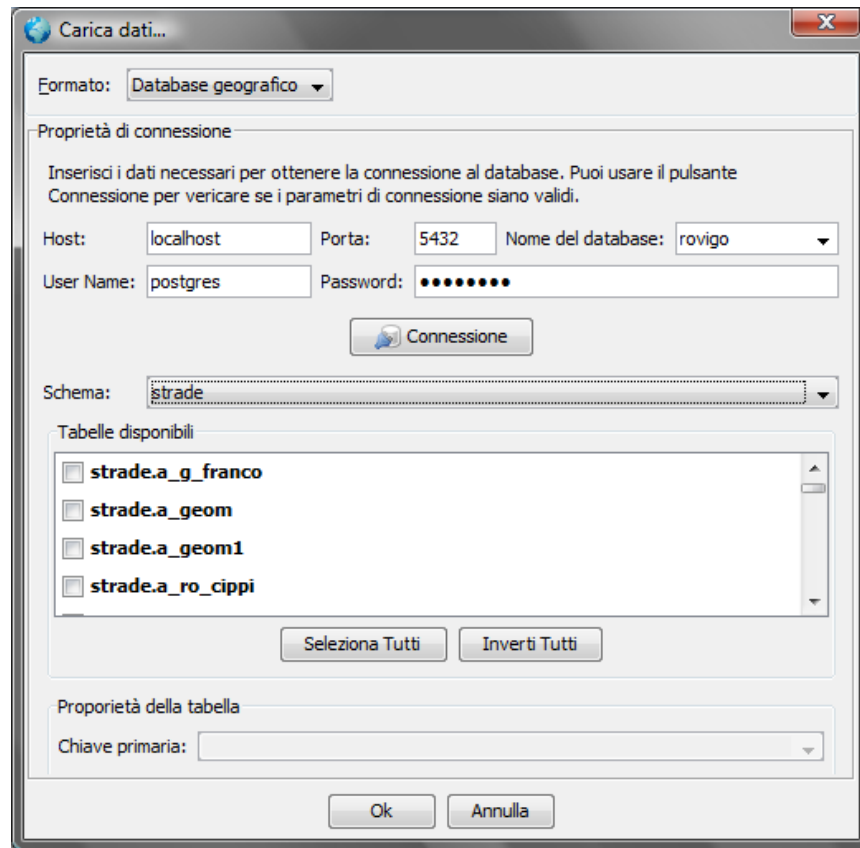 Carica dati...
Formato: Database geografico
Proprietà di connessione
Inserisci i dati necessari per ottenere la connessione al database. Puoi usare il pulsante
Connessione per vericare se i parametri di connessione siano validi.
Host: localhost Porta: 5432 Nome del database: rovigo
User Name: postgres Password: ●●●●●●●●
Connessione
Schema: strade
Tabelle disponibili
strade.a_g_franco
strade.a_geom
strade.a_geom1
strade.a_ro_cippi
Seleziona Tutti Inverti Tutti
Proporietà della tabella
Chiave primaria:
Ok Annulla